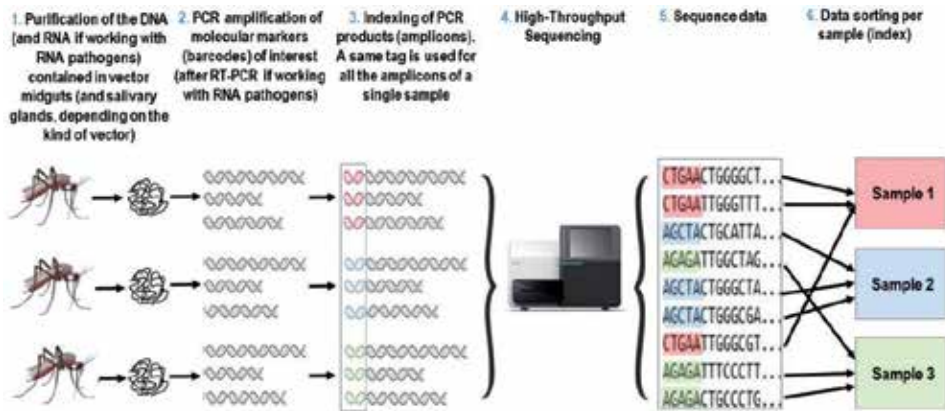 1. Purification of the DNA
(and RNA if working with
RNA pathogens)
contained in vector
midguts (and salivary
glands, depending on the
kind of vector)
2. PCR amplification of
molecular markers
(barcodes) of interest
(after RT-PCR if working
with RNA pathogens)
3. Indexing of PCR
products (amplicons).
A same tag is used for
all the amplicons of a
single sample
4. High-Throughput
Sequencing
5. Sequence data
6. Data sorting per
sample (index)
CTGAACTGGGGCT...
CTGAATTGGGTTT...
AGCTACTGCATTA...
AGAGATTGGCTAG...
AGCTACTGGGCTA...
AGCTACTGGGCGA...
CTGAATTGGGCGT...
AGAGATTTCCCTT...
AGAGACTGCCCTG...
Sample 1
Sample 2
Sample 3